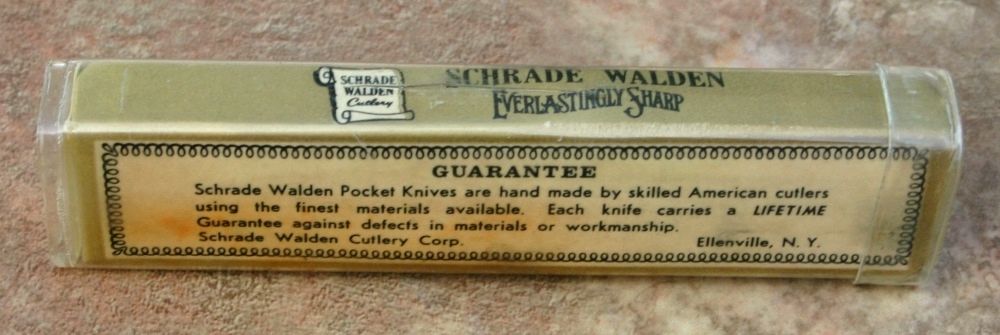 SCHRADE
WALDEN
Cutlery
SCHRADE WALDEN
EVERLASTINGLY SHARP
GUARANTEE
Schrade Walden Pocket Knives are hand made by skilled American cutlers
using the finest materials available. Each knife carries a LIFETIME
Guarantee against defects in materials or workmanship.
Schrade Walden Cutlery Corp. Ellenville, N. Y.